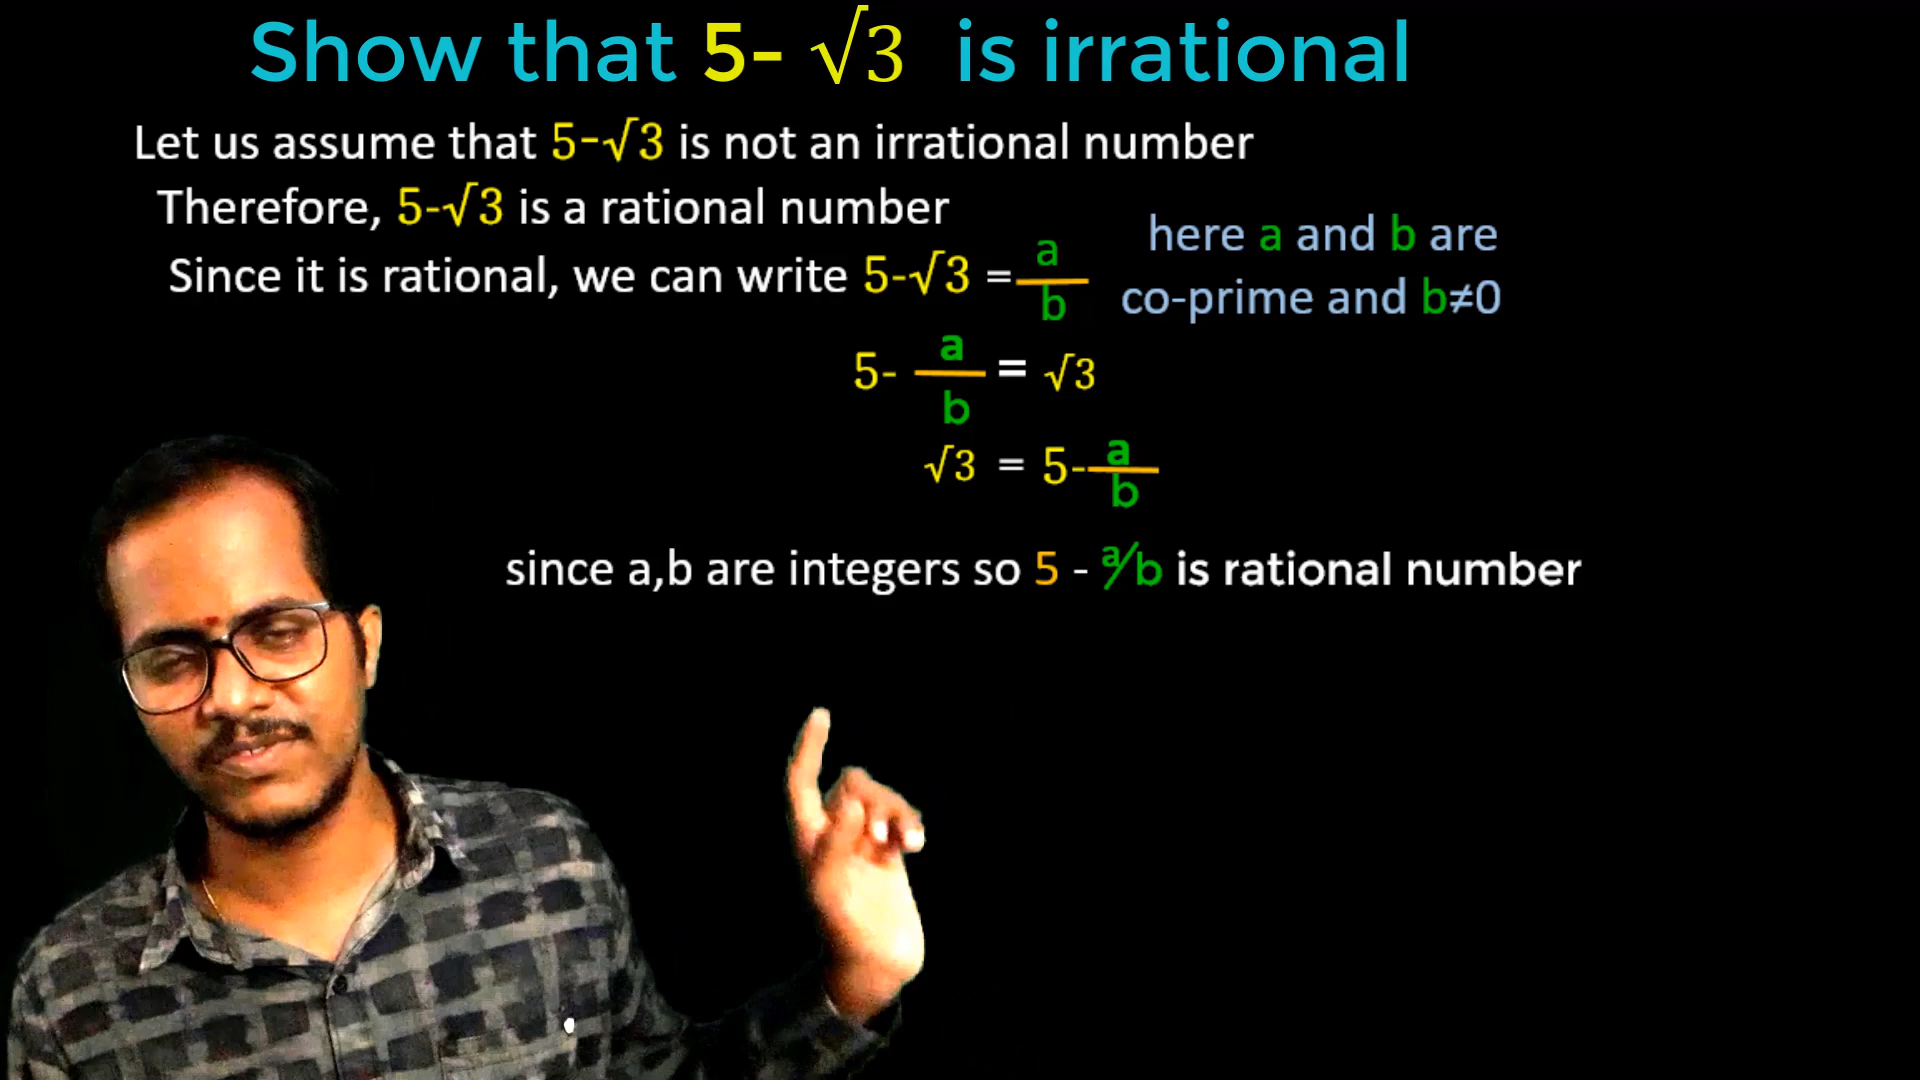 Show that 5- √3 is irrational
Let us assume that 5-√3 is not an irrational number
Therefore, 5-√3 is a rational number
Since it is rational, we can write 5-√3 = a/b
here a and b are
co-prime and b≠0
5- a/b = √3
√3 = 5- a/b
since a,b are integers so 5 - a/b is rational number